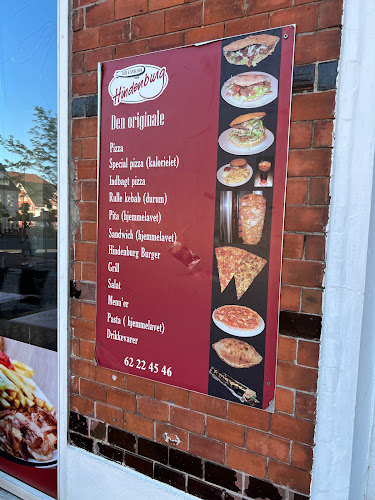 Hindenburg
Den originale
Pizza
Special pizza (kalorielet)
Indbagt pizza
Rulle kebab (durum)
Pita (hjemmelavet)
Sandwich (hjemmelavet)
Hindenburg Burger
Grill
Salat
Menu'er
Pasta ( hjemmelavet)
Drikkevarer
62 22 45 46